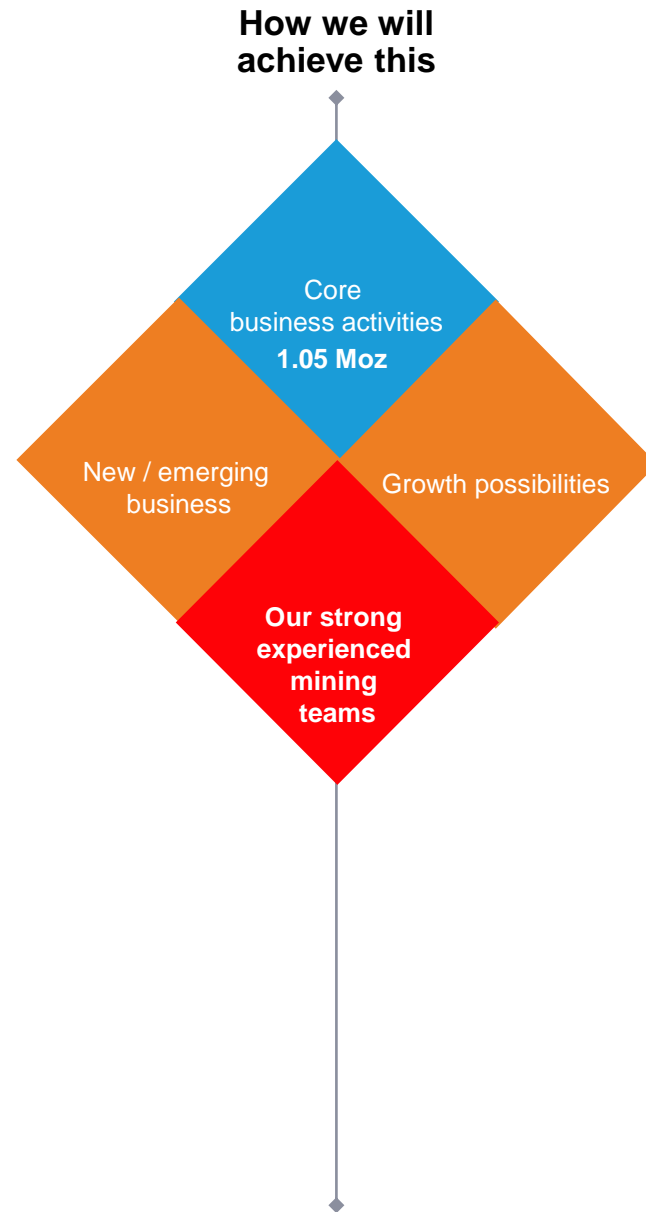 How we will
achieve this
Core
business activities
1.05 Moz
New / emerging
business
Growth possibilities
Our strong
experienced
mining
teams